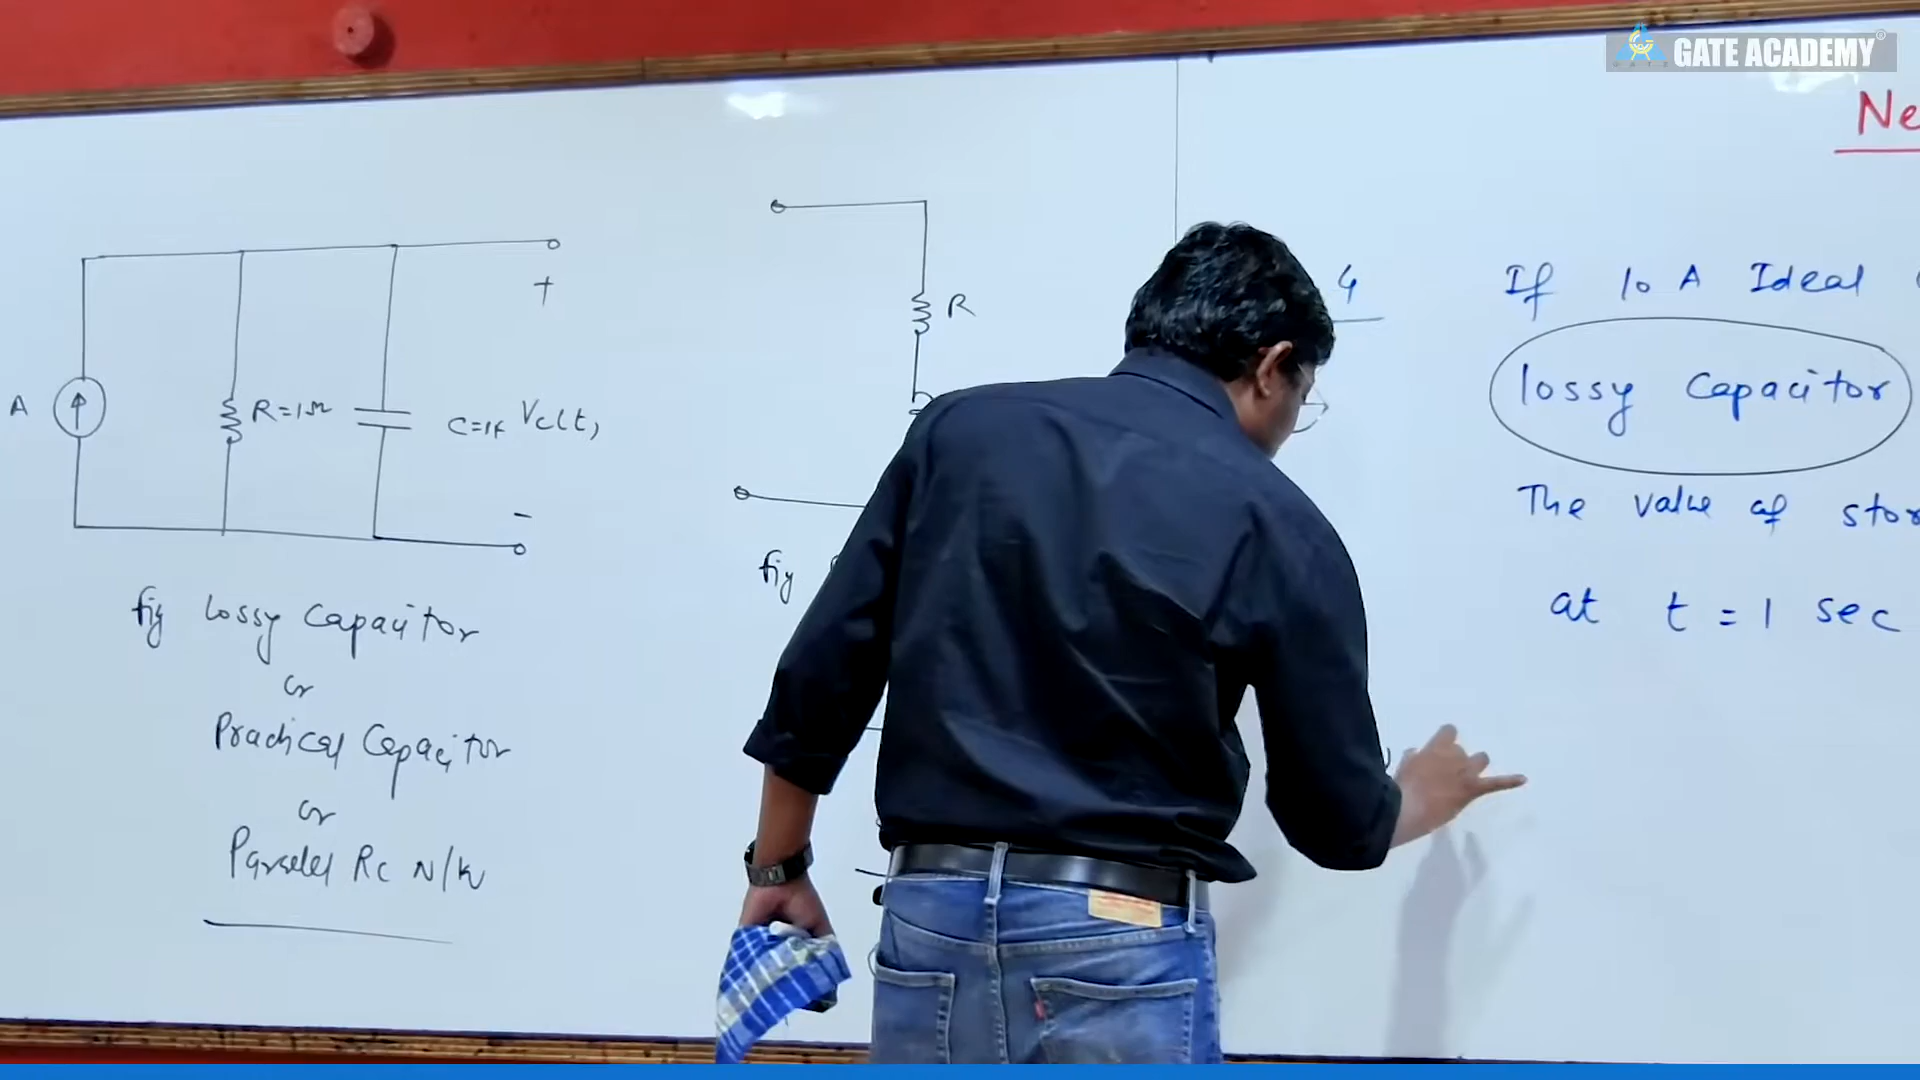 GATE ACADEMY
Ne
A
R=1Ω
C=1F
Vc(t)
+
-
fig lossy capacitor
or
Practical Capacitor
or
Parallel RC N/W
R
fig
4
If 10 A Ideal
lossy capacitor
The value of stor
at t = 1 sec